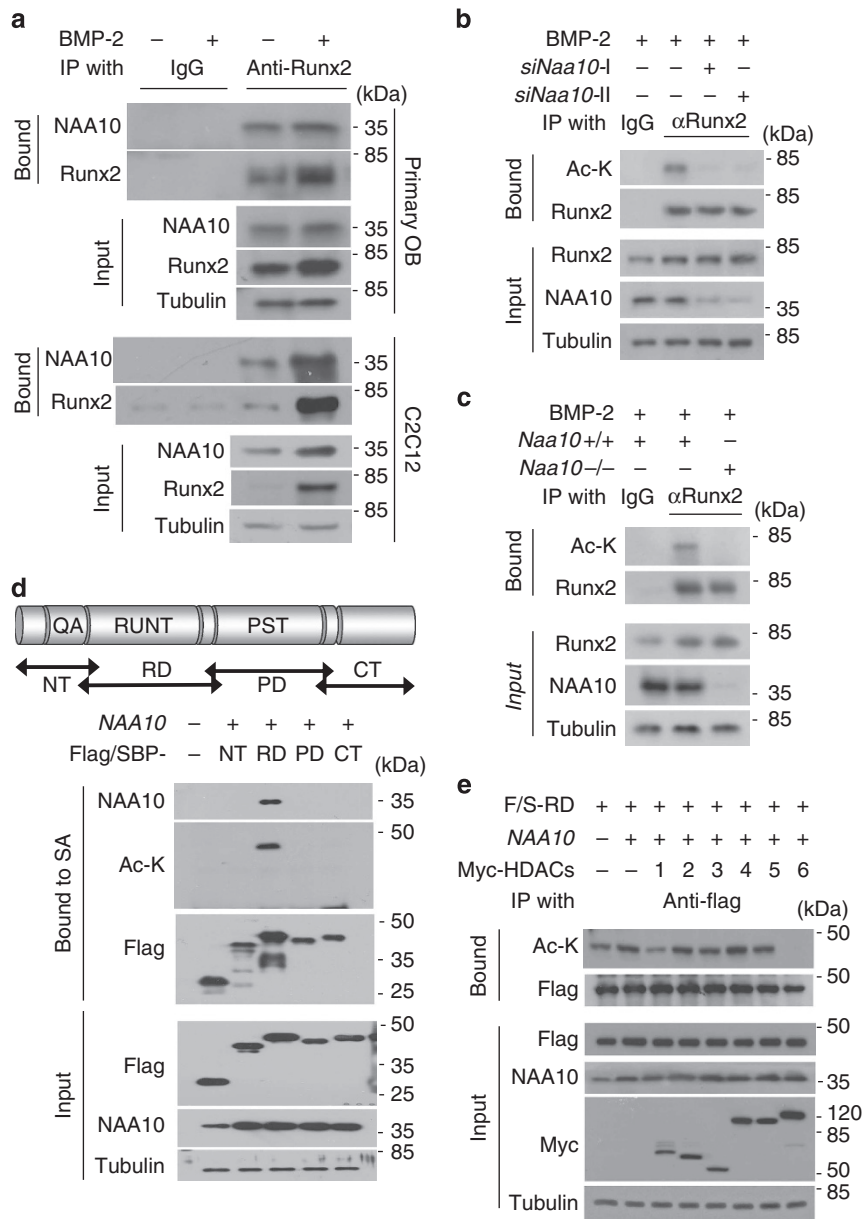 a
BMP-2 – + – +
IP with IgG Anti-Runx2
(kDa)
Bound
NAA10 - 35
- 85
Runx2
Primary OB
Input
NAA10 - 35
- 85
Runx2
- 85
Tubulin
Bound
NAA10 - 35
- 85
Runx2
C2C12
Input
NAA10 - 35
- 85
Runx2
- 85
Tubulin
b
BMP-2 + + + +
siNaa10-I – – + –
siNaa10-II – – – +
IP with IgG αRunx2
(kDa)
Bound
Ac-K - 85
Runx2 - 85
Input
Runx2 - 85
NAA10 - 35
Tubulin - 85
c
BMP-2 + + +
Naa10+/+ + + –
Naa10–/– – – +
IP with IgG αRunx2
(kDa)
Bound
Ac-K - 85
Runx2 - 85
Input
Runx2 - 85
NAA10 - 35
Tubulin - 85
d
QA RUNT PST
NT RD PD CT
NAA10 – + + + +
Flag/SBP- – NT RD PD CT
(kDa)
Bound to SA
NAA10 - 35
- 50
Ac-K
- 50
Flag - 35
- 25
Input
- 50
Flag - 35
- 25
NAA10 - 35
- 85
Tubulin
e
F/S-RD + + + + + + + +
NAA10 – + + + + + + +
Myc-HDACs – – 1 2 3 4 5 6
IP with Anti-flag (kDa)
Bound
Ac-K - 50
Flag - 50
Input
Flag - 50
NAA10 - 35
- 120
- 85
Myc
- 50
- 85
Tubulin